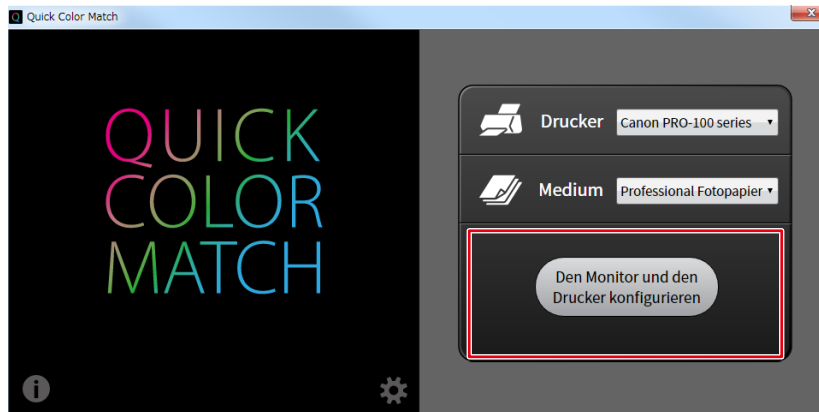 Quick Color Match
QUICK
COLOR
MATCH
Drucker Canon PRO-100 series
Medium Professional Fotopapier
Den Monitor und den
Drucker konfigurieren